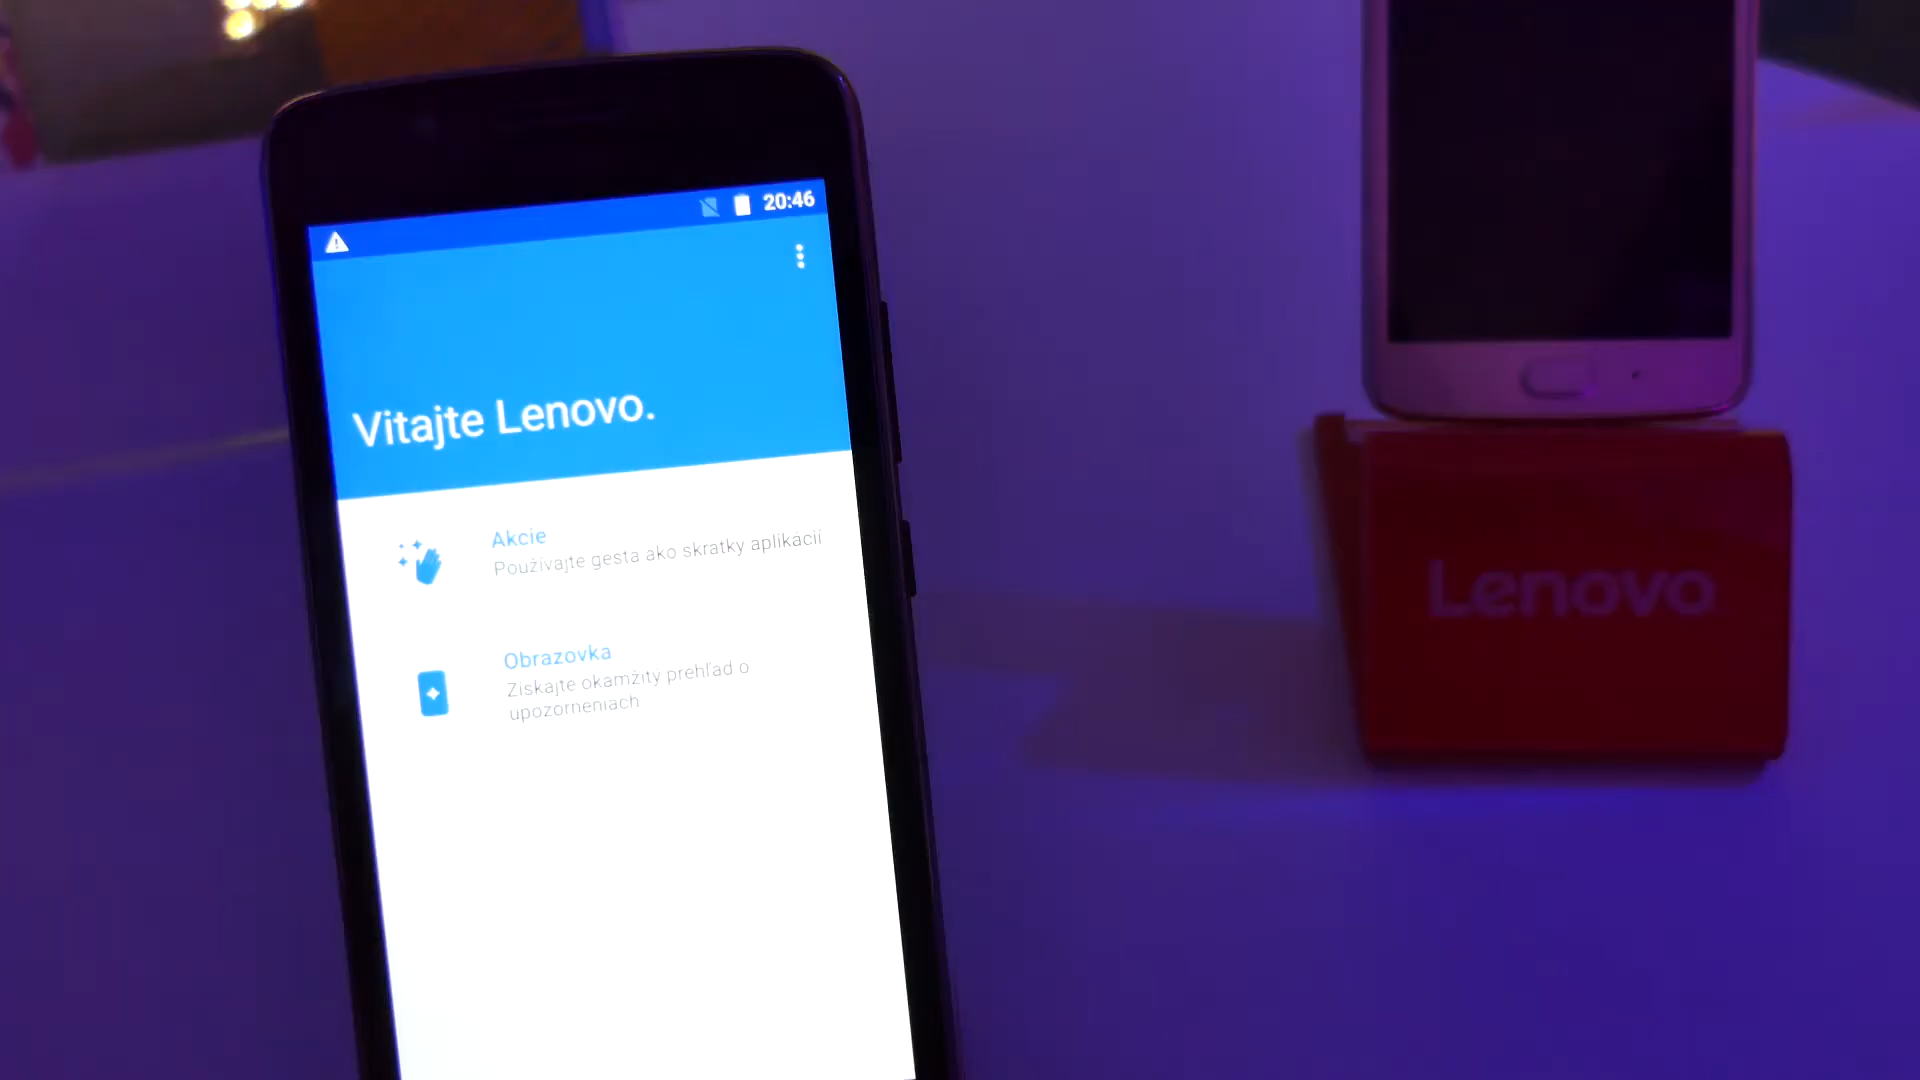 20:46
Vitajte Lenovo.
Akcie
Používajte gestá ako skratky aplikácií
Obrazovka
Získajte okamžitý prehľad o
upozorneniach
Lenovo